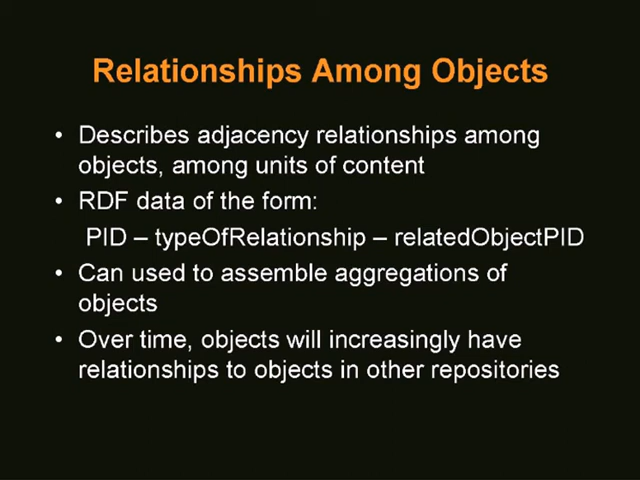 Relationships Among Objects
• Describes adjacency relationships among
objects, among units of content
• RDF data of the form:
PID – typeOfRelationship – relatedObjectPID
• Can used to assemble aggregations of
objects
• Over time, objects will increasingly have
relationships to objects in other repositories